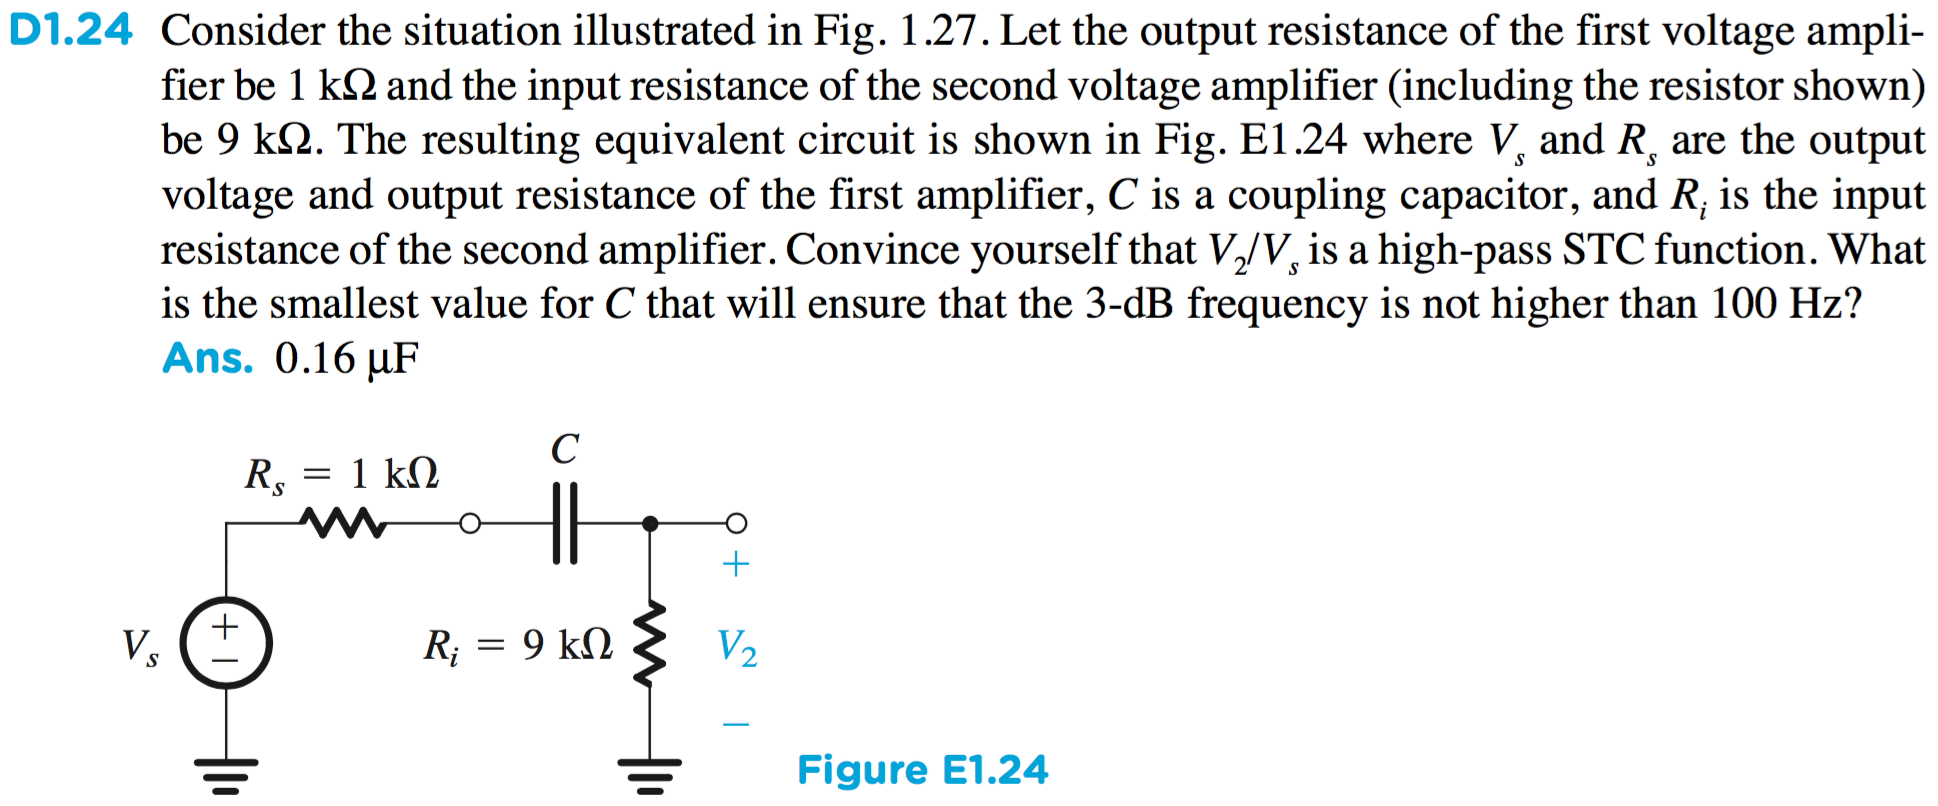 D1.24 Consider the situation illustrated in Fig. 1.27. Let the output resistance of the first voltage ampli-
fier be 1 kΩ and the input resistance of the second voltage amplifier (including the resistor shown)
be 9 kΩ. The resulting equivalent circuit is shown in Fig. E1.24 where Vs and Rs are the output
voltage and output resistance of the first amplifier, C is a coupling capacitor, and Ri is the input
resistance of the second amplifier. Convince yourself that V2/Vs is a high-pass STC function. What
is the smallest value for C that will ensure that the 3-dB frequency is not higher than 100 Hz?
Ans. 0.16 μF
C
Rs = 1 kΩ
+
+
−
Vs
Ri = 9 kΩ
V2
−
Figure E1.24